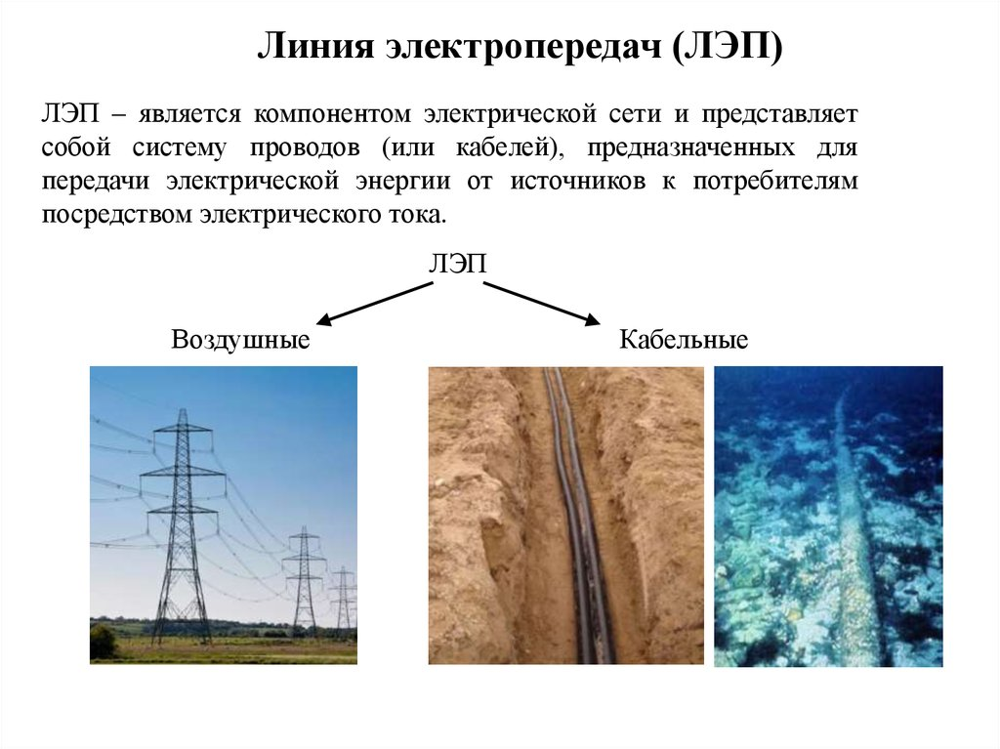 Линия электропередач (ЛЭП)
ЛЭП – является компонентом электрической сети и представляет
собой систему проводов (или кабелей), предназначенных для
передачи электрической энергии от источников к потребителям
посредством электрического тока.
ЛЭП
Воздушные Кабельные